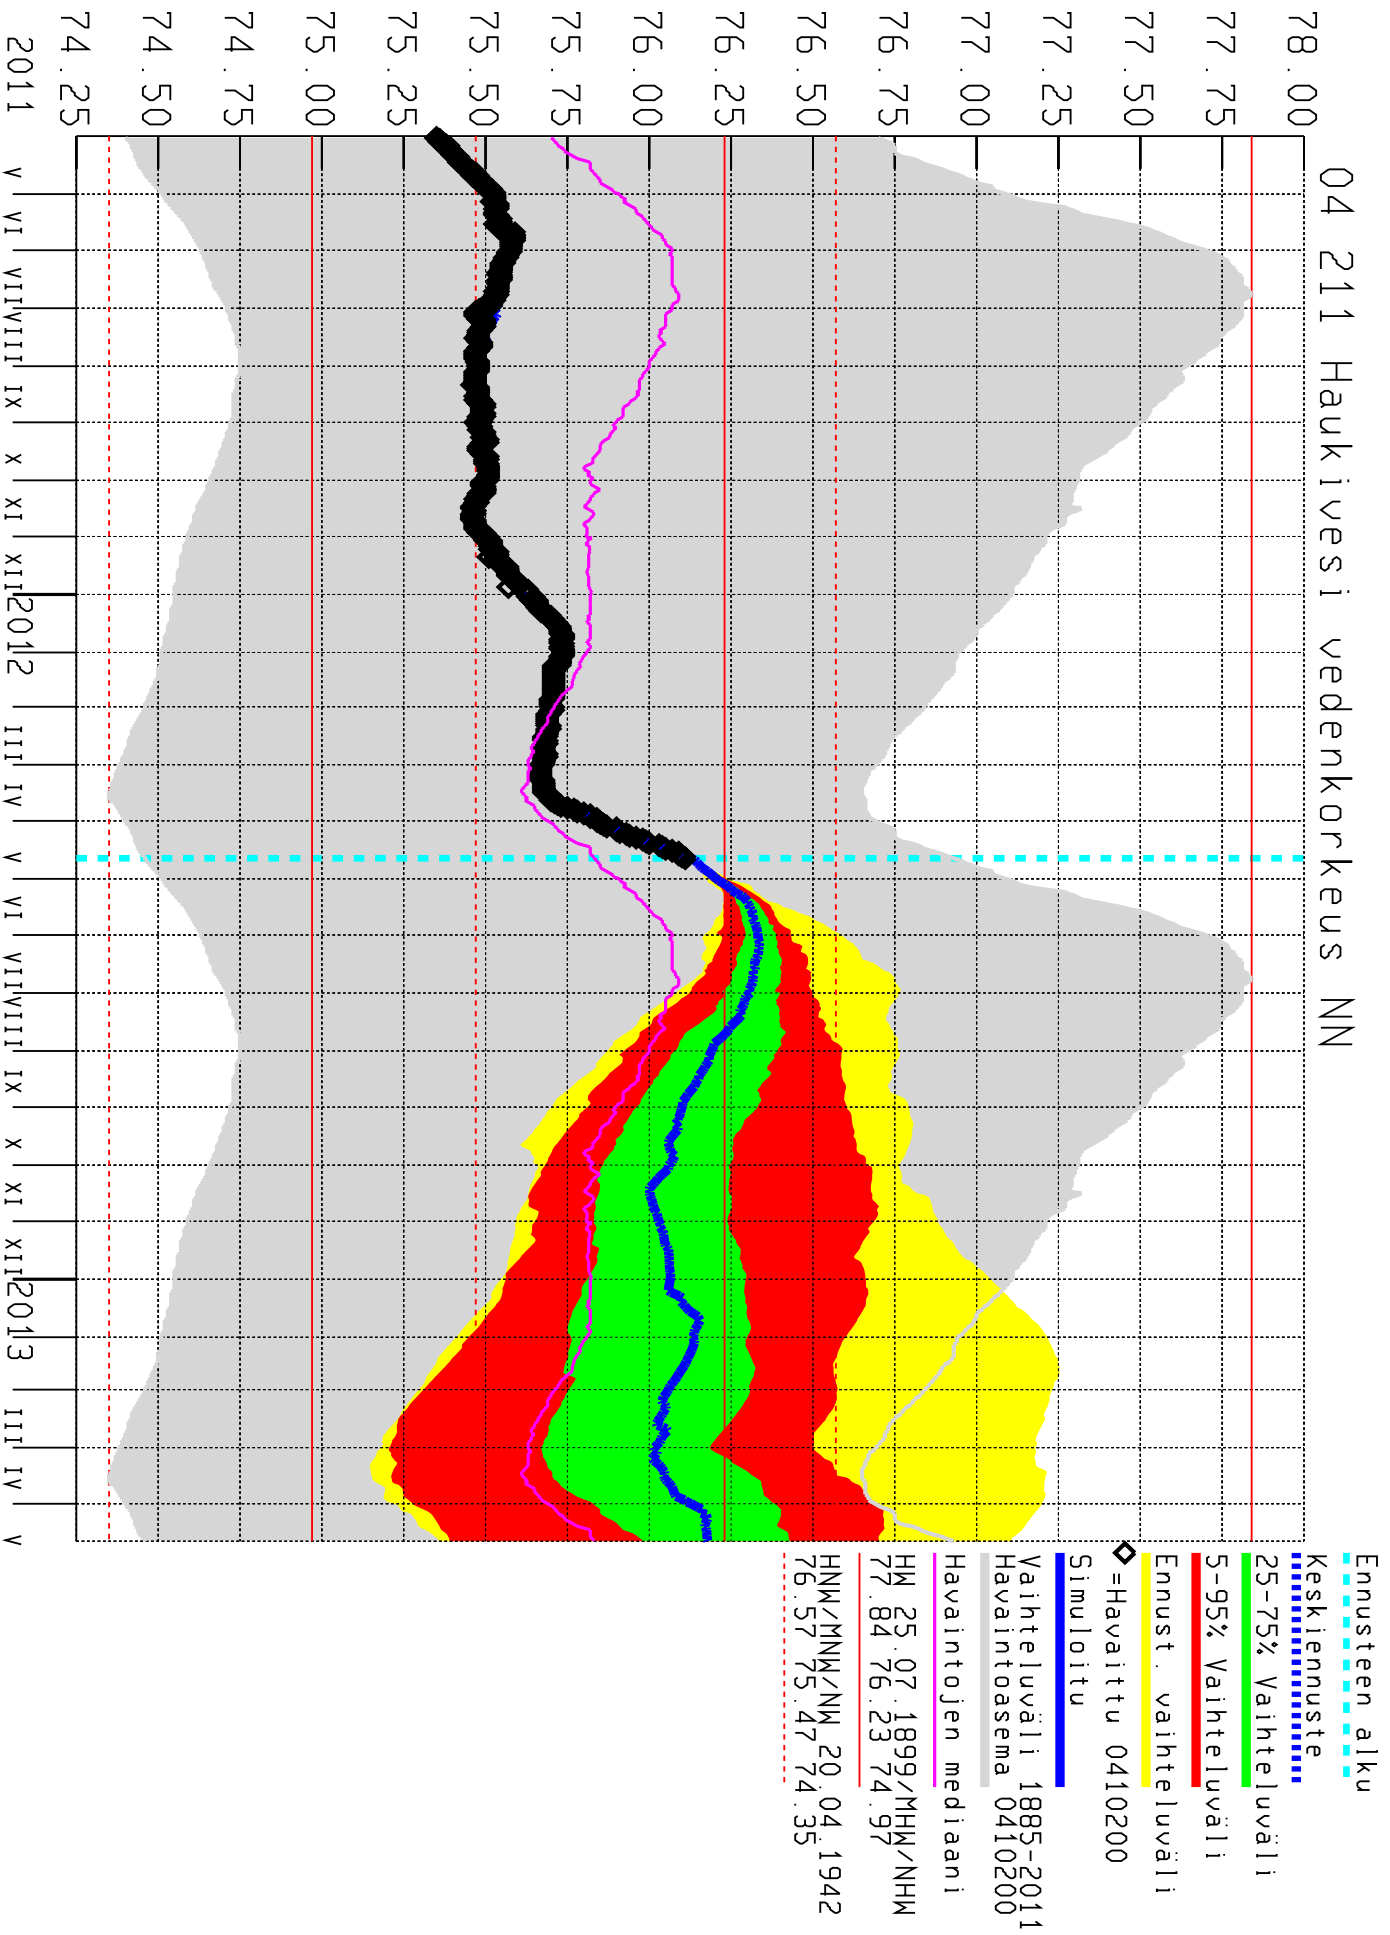 04 211 Haukivesi vedenkorkeus NN
78.00
77.75
77.50
77.25
77.00
76.75
76.50
76.25
76.00
75.75
75.50
75.25
75.00
74.75
74.50
74.25
2011 V VI VII VIII IX X XI XII 2012 III IV V VI VII VIII IX X XI XII 2013 III IV V
Ennusteen alku
Keskiennuste
25-75% Vaihteluväli
5-95% Vaihteluväli
Ennust. vaihteluväli
=Havaittu 0410200
Simuloitu
Vaihteluväli 1885-2011
Havaintoasema 0410200
Havaintojen mediaani
HW 25.07.1899/MHW/NHW
77.84 76.23 74.97
HNW/MNW/NW 20.04.1942
76.57 75.47 74.35